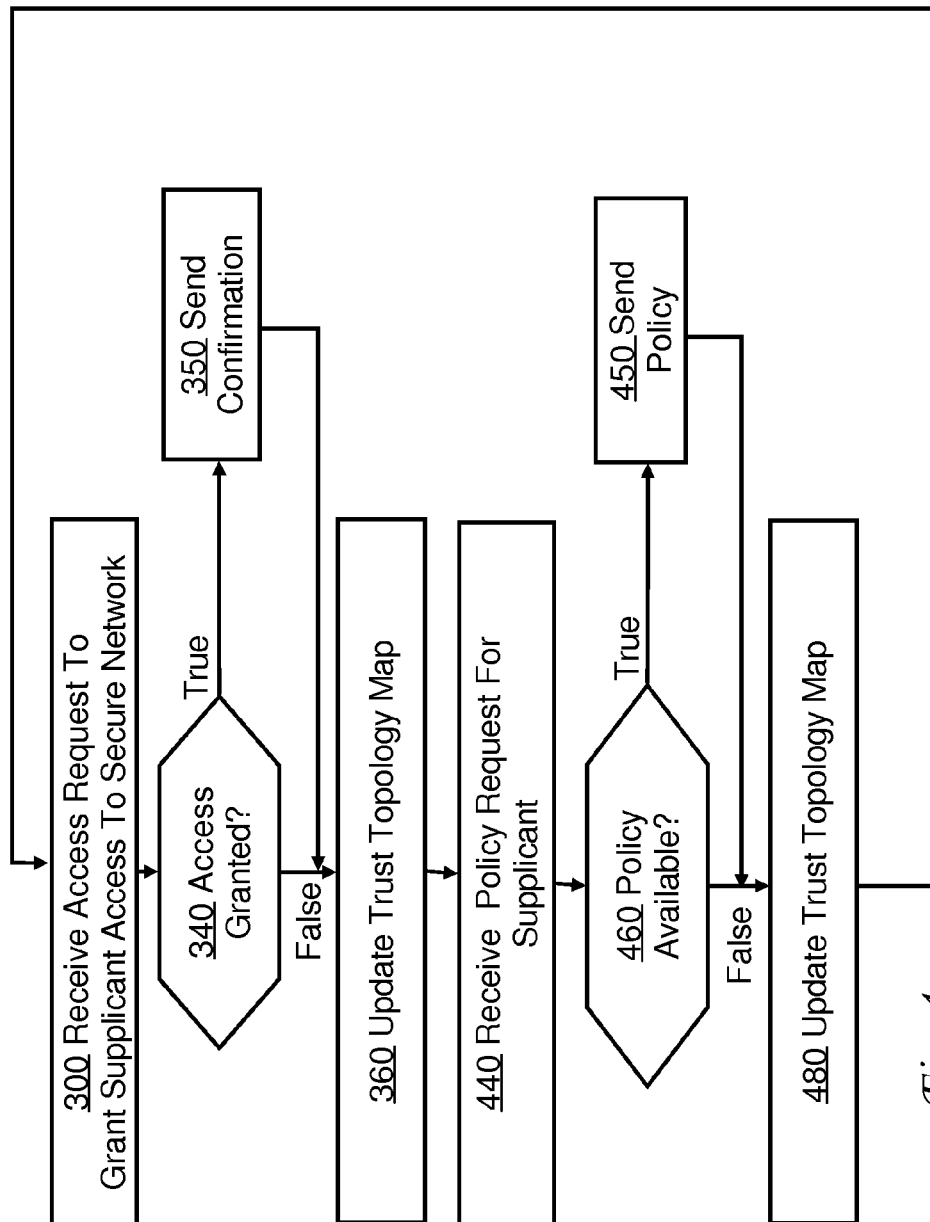 300 Receive Access Request To
Grant Supplicant Access To Secure Network
340 Access
Granted?
True
False
350 Send
Confirmation
360 Update Trust Topology Map
440 Receive Policy Request For
Supplicant
460 Policy
Available?
True
False
450 Send
Policy
480 Update Trust Topology Map